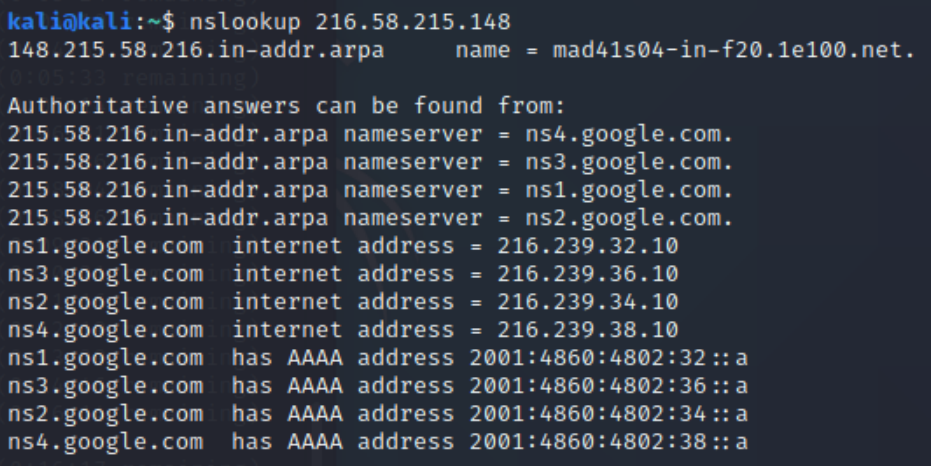 kali@kali:~$ nslookup 216.58.215.148
148.215.58.216.in-addr.arpa     name = mad41s04-in-f20.1e100.net.
(0:05:33 remaining)
Authoritative answers can be found from:
215.58.216.in-addr.arpa nameserver = ns4.google.com.
215.58.216.in-addr.arpa nameserver = ns3.google.com.
215.58.216.in-addr.arpa nameserver = ns1.google.com.
215.58.216.in-addr.arpa nameserver = ns2.google.com.
ns1.google.com  internet address = 216.239.32.10
ns3.google.com  internet address = 216.239.36.10
ns2.google.com  internet address = 216.239.34.10
ns4.google.com  internet address = 216.239.38.10
ns1.google.com  has AAAA address 2001:4860:4802:32::a
ns3.google.com  has AAAA address 2001:4860:4802:36::a
ns2.google.com  has AAAA address 2001:4860:4802:34::a
ns4.google.com  has AAAA address 2001:4860:4802:38::a